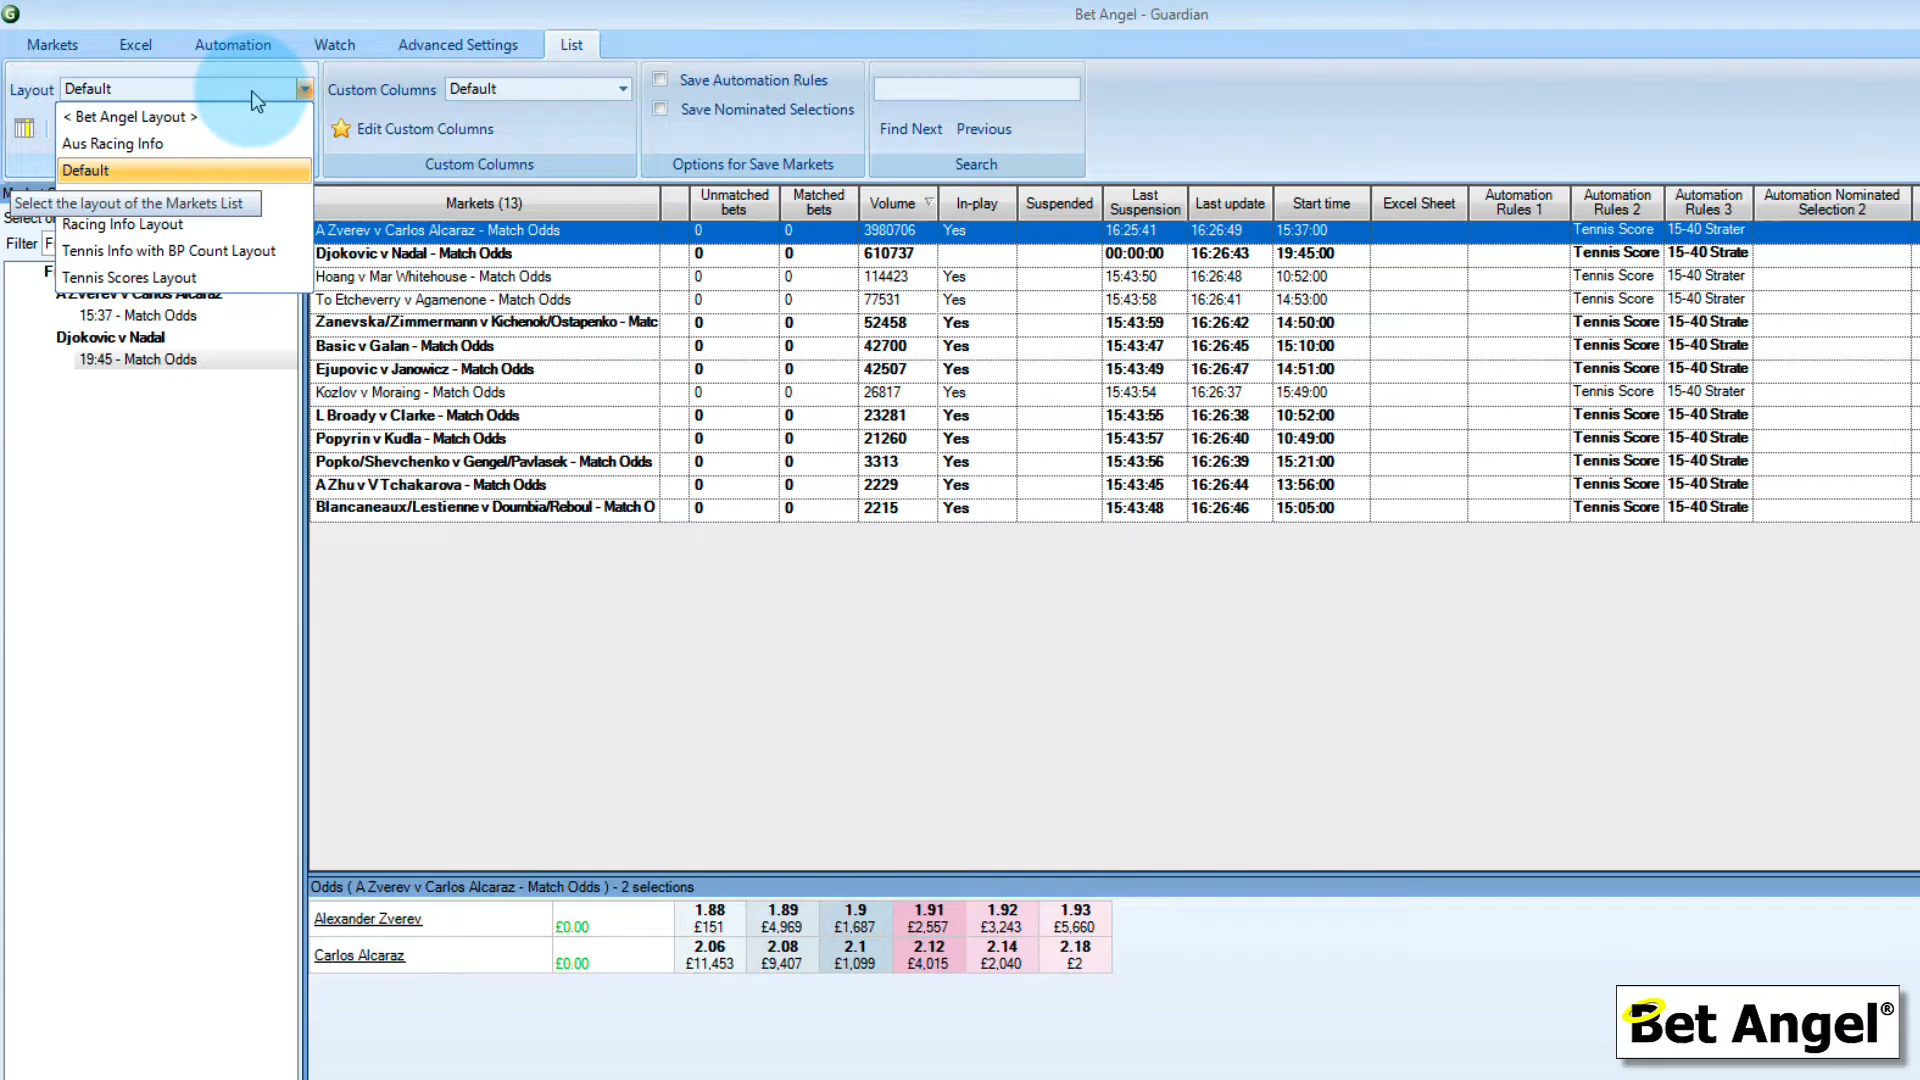 Bet Angel - Guardian
Markets Excel Automation Watch Advanced Settings List
Layout Default
Custom Columns Default
Edit Custom Columns
Custom Columns
Save Automation Rules
Save Nominated Selections
Options for Save Markets
Find Next Previous
Search
< Bet Angel Layout >
Aus Racing Info
Default
Select the layout of the Markets List
Racing Info Layout
Tennis Info with BP Count Layout
Tennis Scores Layout
Filter
A Zverev v Carlos Alcaraz
15:37 - Match Odds
Djokovic v Nadal
19:45 - Match Odds
Markets (13) Unmatched bets Matched bets Volume In-play Suspended Last Suspension Last update Start time Excel Sheet Automation Rules 1 Automation Rules 2 Automation Rules 3 Automation Nominated Selection 2
A Zverev v Carlos Alcaraz - Match Odds 0 0 3980706 Yes 16:25:41 16:26:49 15:37:00 Tennis Score 15-40 Strater
Djokovic v Nadal - Match Odds 0 0 610737 00:00:00 16:26:43 19:45:00 Tennis Score 15-40 Strate
Hoang v Mar Whitehouse - Match Odds 0 0 114423 Yes 15:43:50 16:26:48 10:52:00 Tennis Score 15-40 Strater
To Etcheverry v Agamenone - Match Odds 0 0 77531 Yes 15:43:58 16:26:41 14:53:00 Tennis Score 15-40 Strater
Zanevska/Zimmermann v Kichenok/Ostapenko - Matc 0 0 52458 Yes 15:43:59 16:26:42 14:50:00 Tennis Score 15-40 Strate
Basic v Galan - Match Odds 0 0 42700 Yes 15:43:47 16:26:45 15:10:00 Tennis Score 15-40 Strate
Ejupovic v Janowicz - Match Odds 0 0 42507 Yes 15:43:49 16:26:47 14:51:00 Tennis Score 15-40 Strate
Kozlov v Moraing - Match Odds 0 0 26817 Yes 15:43:54 16:26:37 15:49:00 Tennis Score 15-40 Strater
L Broady v Clarke - Match Odds 0 0 23281 Yes 15:43:55 16:26:38 10:52:00 Tennis Score 15-40 Strate
Popyrin v Kudla - Match Odds 0 0 21260 Yes 15:43:57 16:26:40 10:49:00 Tennis Score 15-40 Strate
Popko/Shevchenko v Gengel/Pavlasek - Match Odds 0 0 3313 Yes 15:43:56 16:26:39 15:21:00 Tennis Score 15-40 Strate
A Zhu v V Tchakarova - Match Odds 0 0 2229 Yes 15:43:45 16:26:44 13:56:00 Tennis Score 15-40 Strate
Blancaneaux/Lestienne v Doumbia/Reboul - Match O 0 0 2215 Yes 15:43:48 16:26:46 15:05:00 Tennis Score 15-40 Strate
Odds ( A Zverev v Carlos Alcaraz - Match Odds ) - 2 selections
Alexander Zverev £0.00 1.88 1.89 1.9 1.91 1.92 1.93
£151 £4,969 £1,687 £2,557 £3,243 £5,660
Carlos Alcaraz £0.00 2.06 2.08 2.1 2.12 2.14 2.18
£11,453 £9,407 £1,099 £4,015 £2,040 £2
Bet Angel®